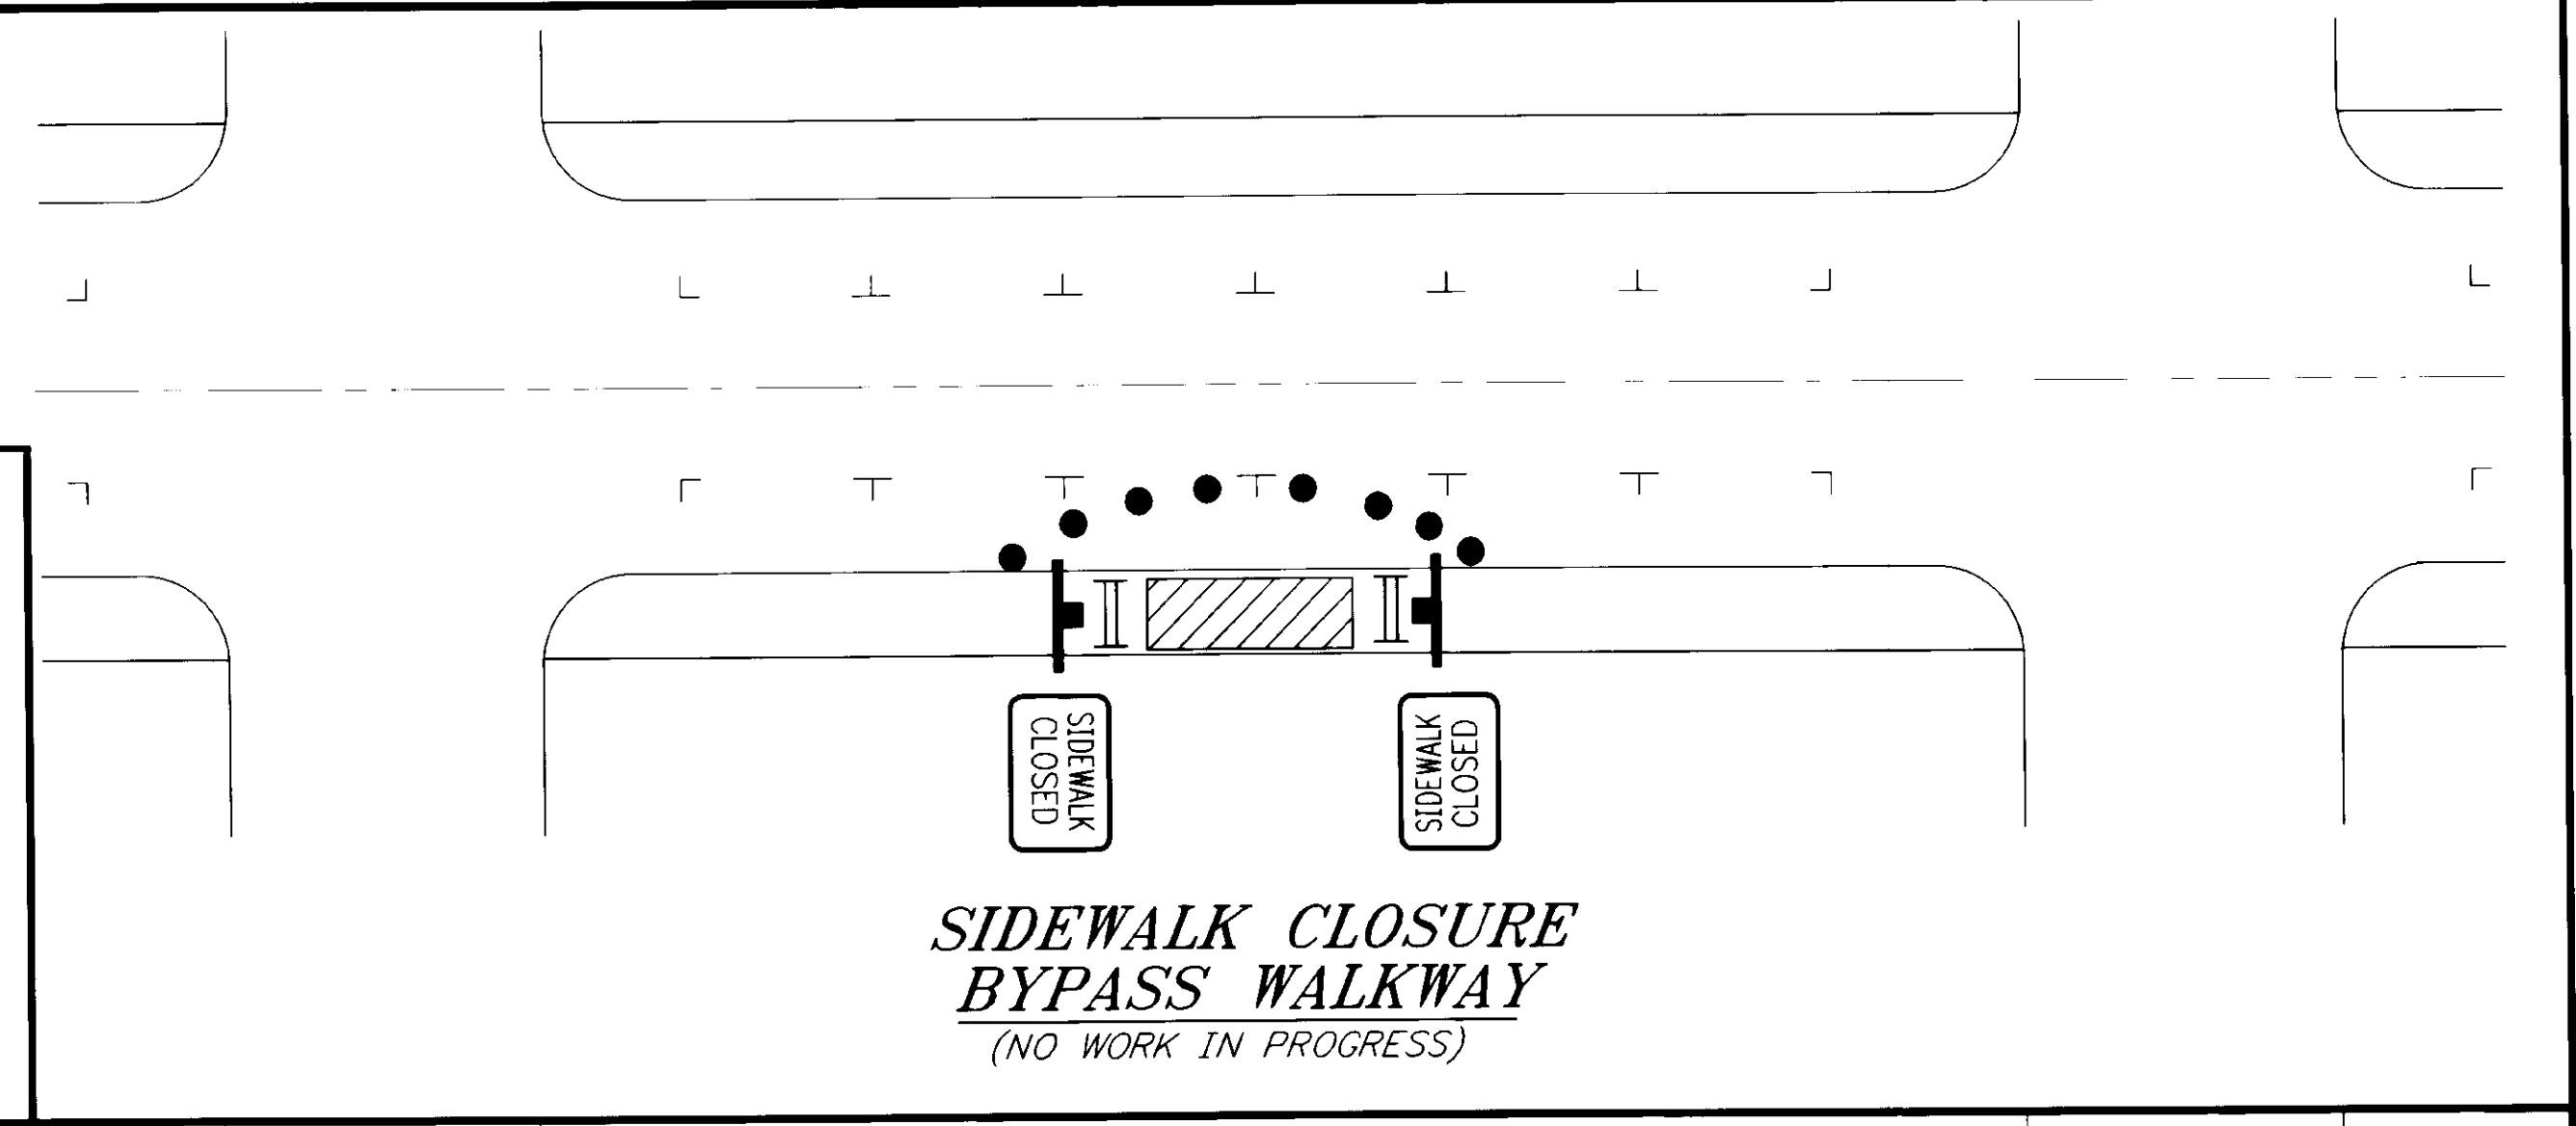 SIDEWALK
CLOSED
SIDEWALK
CLOSED
SIDEWALK CLOSURE
BYPASS WALKWAY
(NO WORK IN PROGRESS)